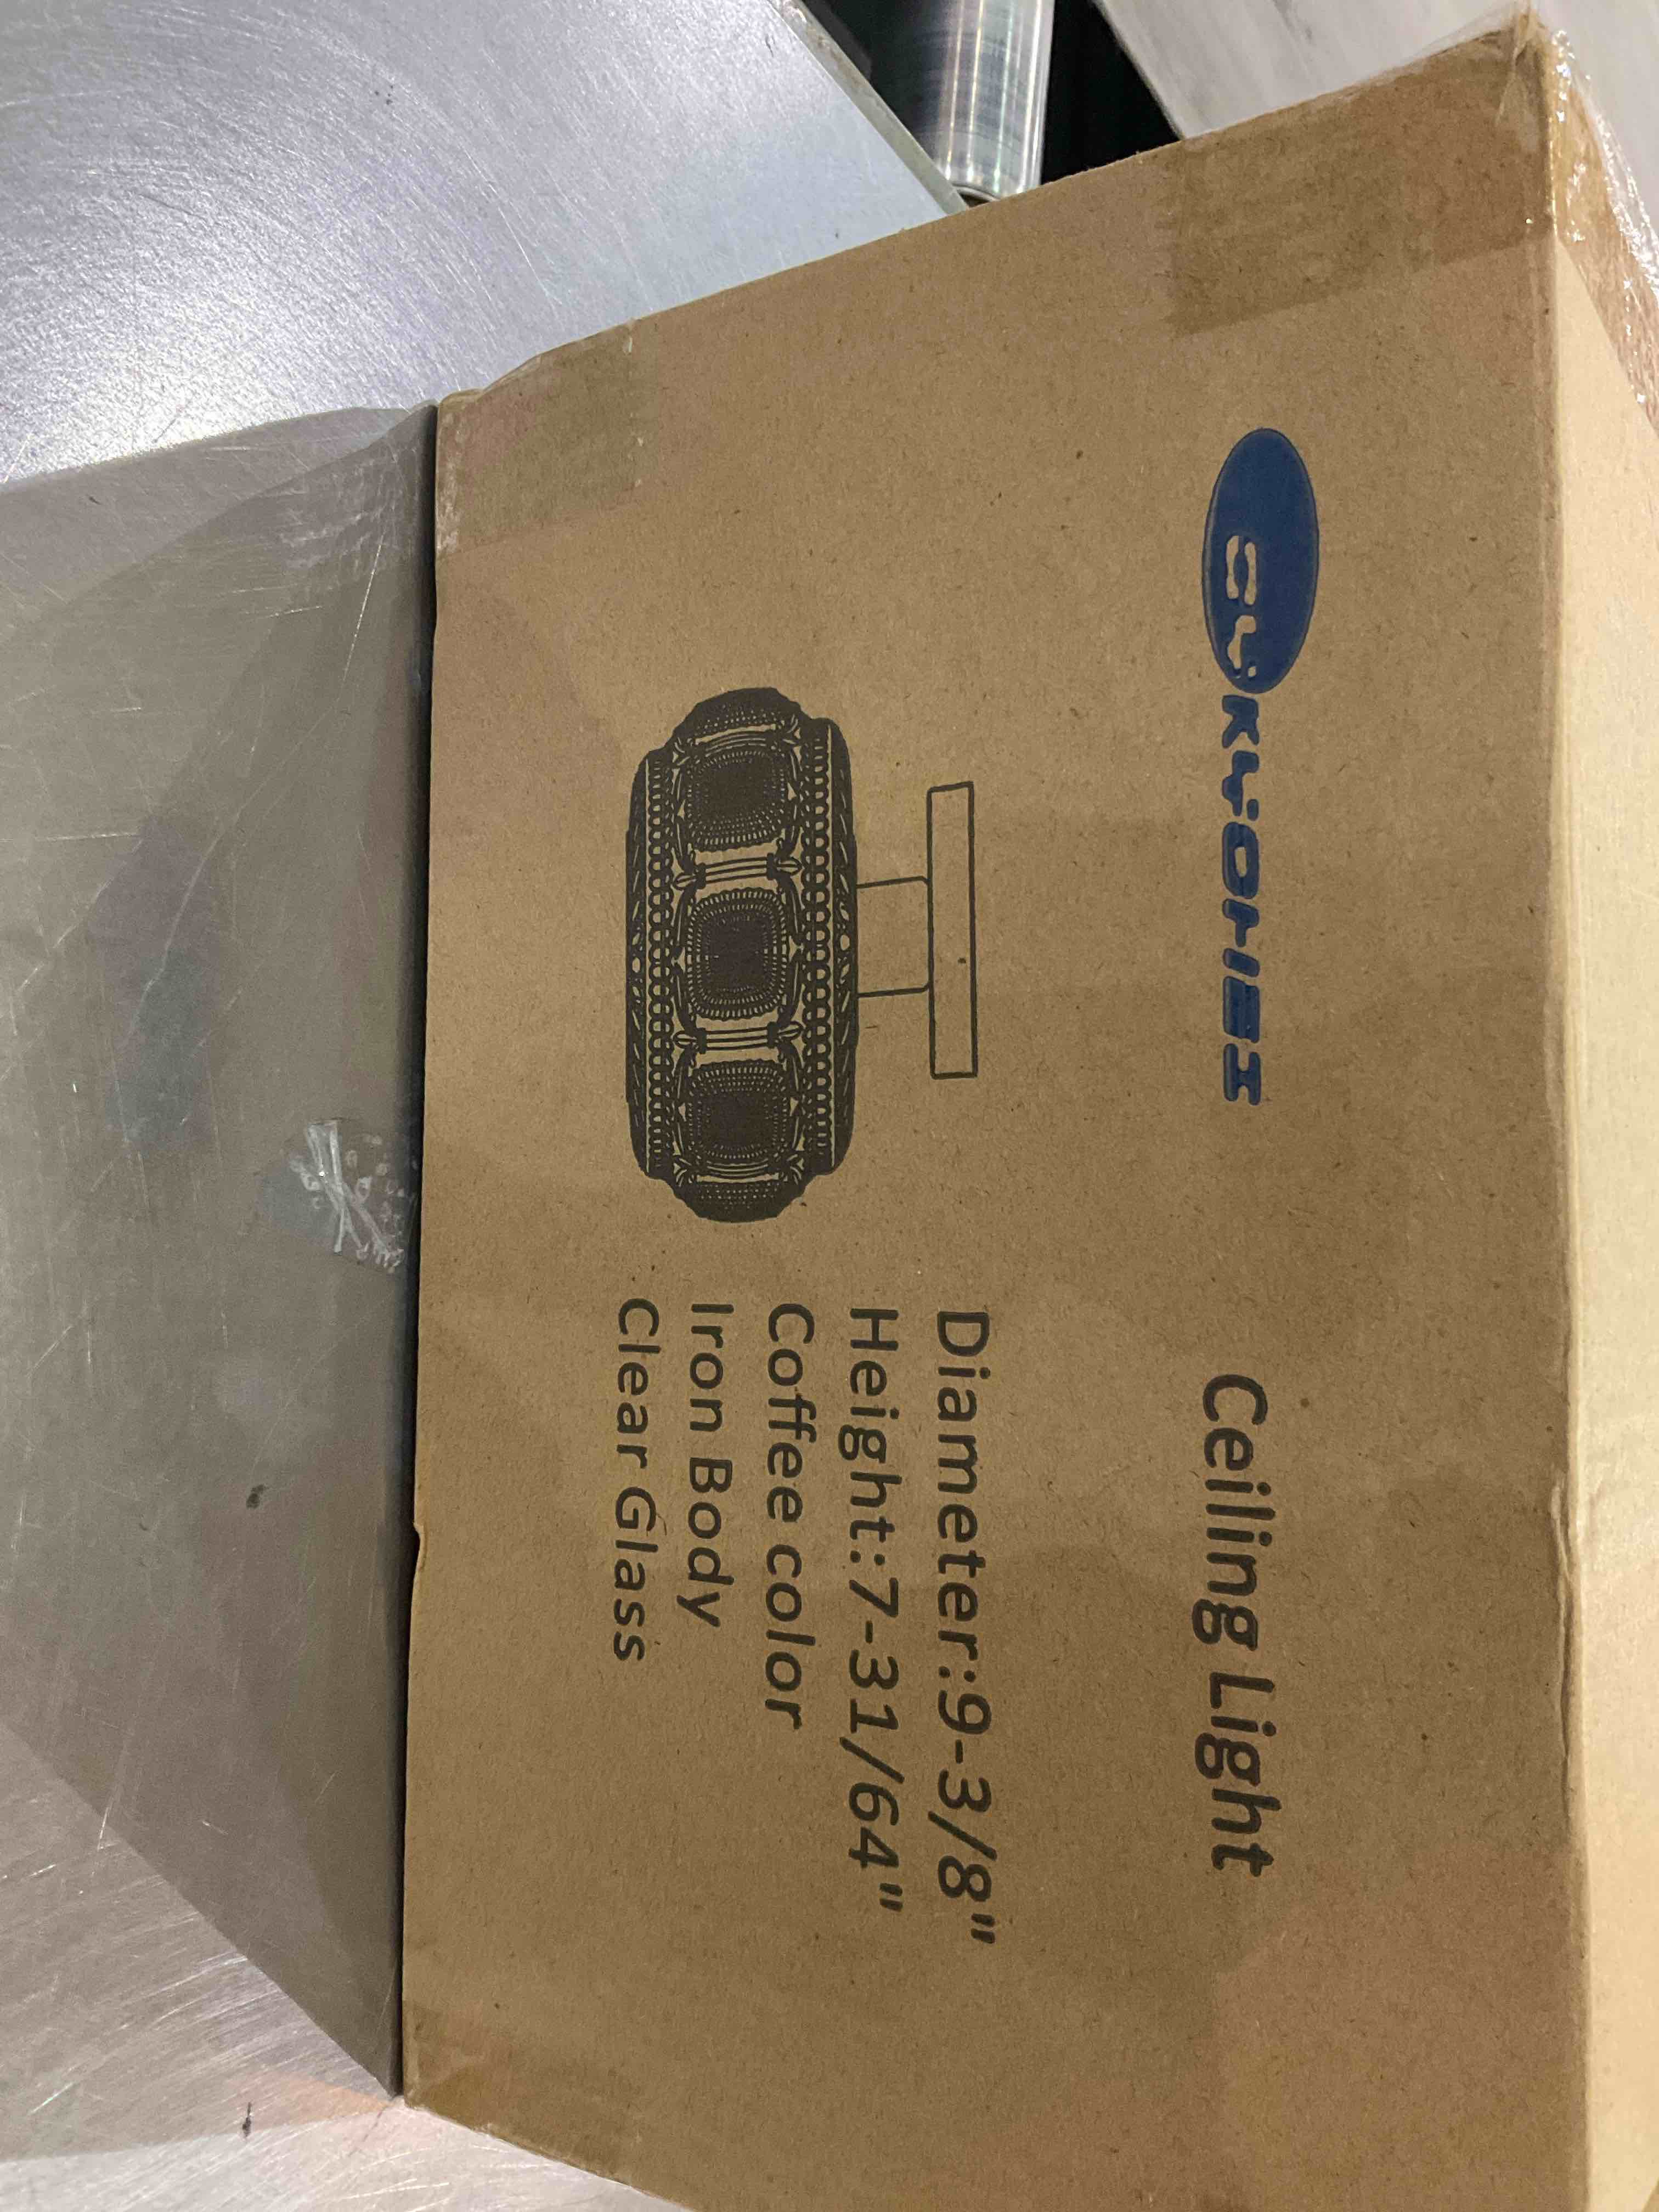 Ceiling Light
Diameter:9-3/8"
Height:7-31/64"
Coffee color
Iron Body
Clear Glass